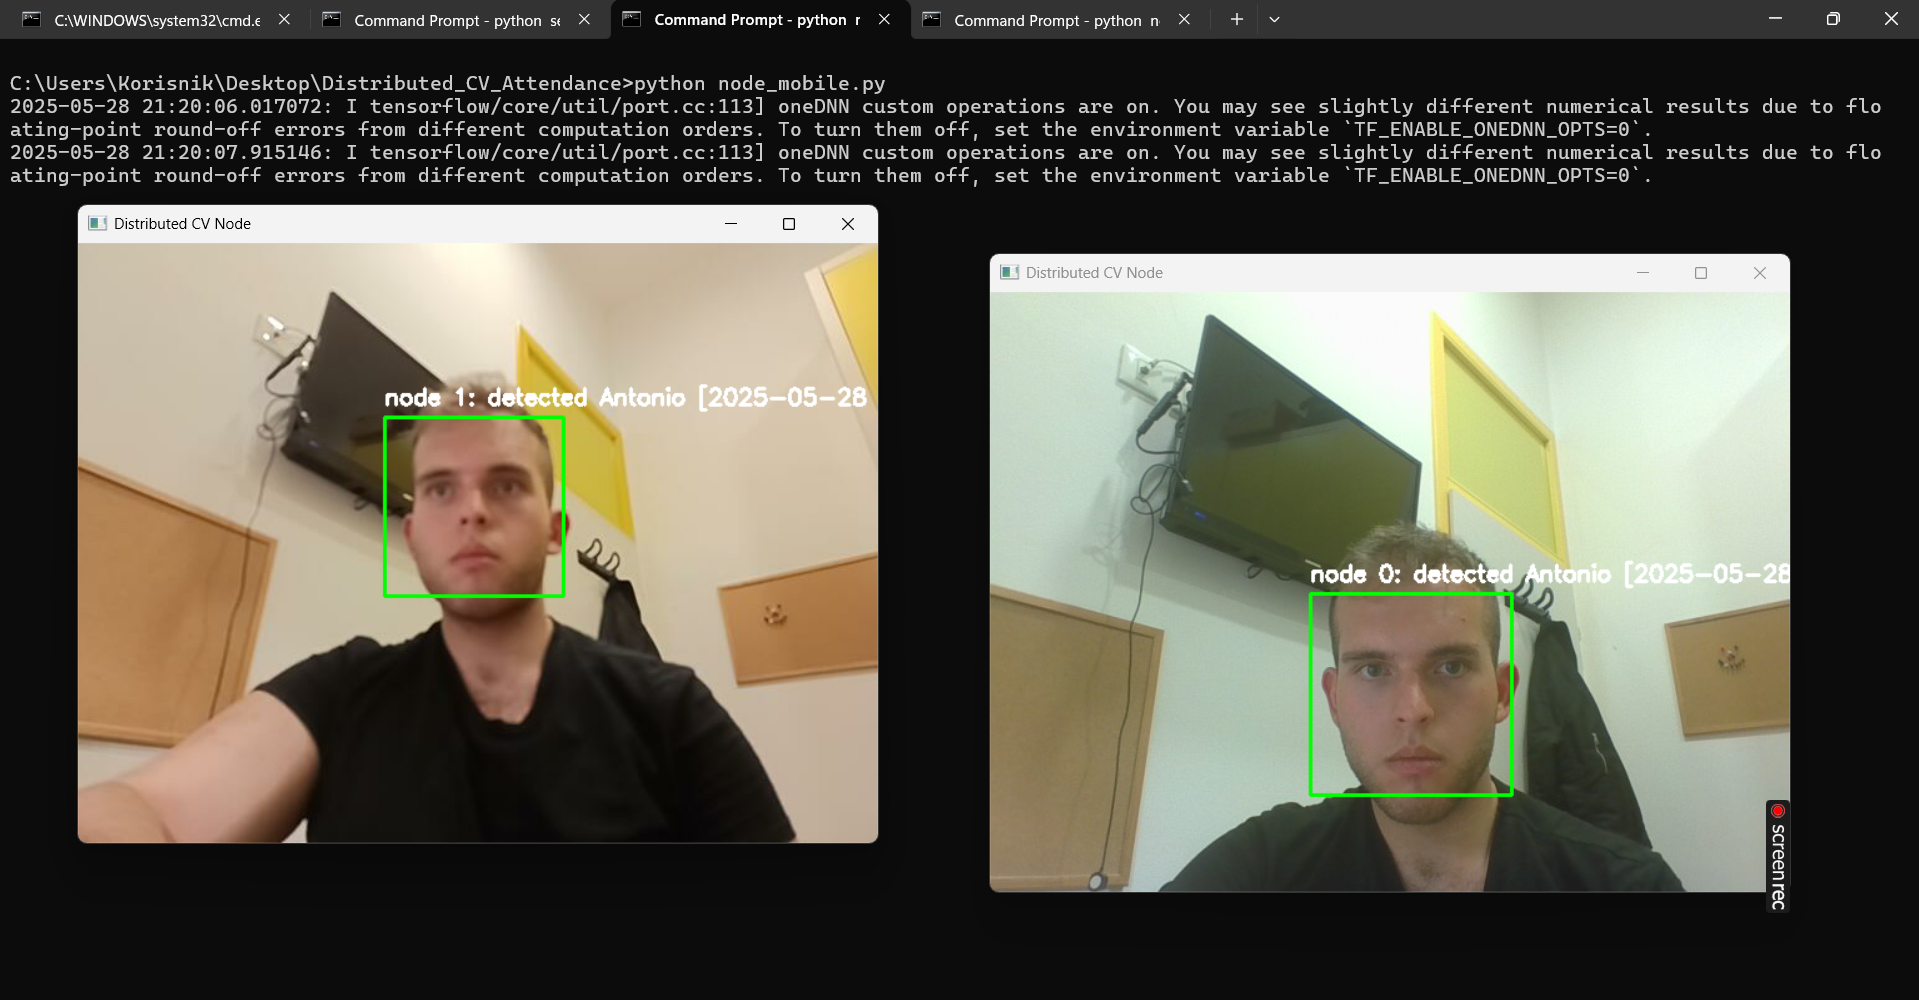 C:\WINDOWS\system32\cmd.e
Command Prompt - python se
Command Prompt - python r
Command Prompt - python n
C:\Users\Korisnik\Desktop\Distributed_CV_Attendance>python node_mobile.py
2025-05-28 21:20:06.017072: I tensorflow/core/util/port.cc:113] oneDNN custom operations are on. You may see slightly different numerical results due to flo
ating-point round-off errors from different computation orders. To turn them off, set the environment variable `TF_ENABLE_ONEDNN_OPTS=0`.
2025-05-28 21:20:07.915146: I tensorflow/core/util/port.cc:113] oneDNN custom operations are on. You may see slightly different numerical results due to flo
ating-point round-off errors from different computation orders. To turn them off, set the environment variable `TF_ENABLE_ONEDNN_OPTS=0`.
Distributed CV Node
node 1: detected Antonio [2025-05-28
Distributed CV Node
node 0: detected Antonio [2025-05-28
screenrec